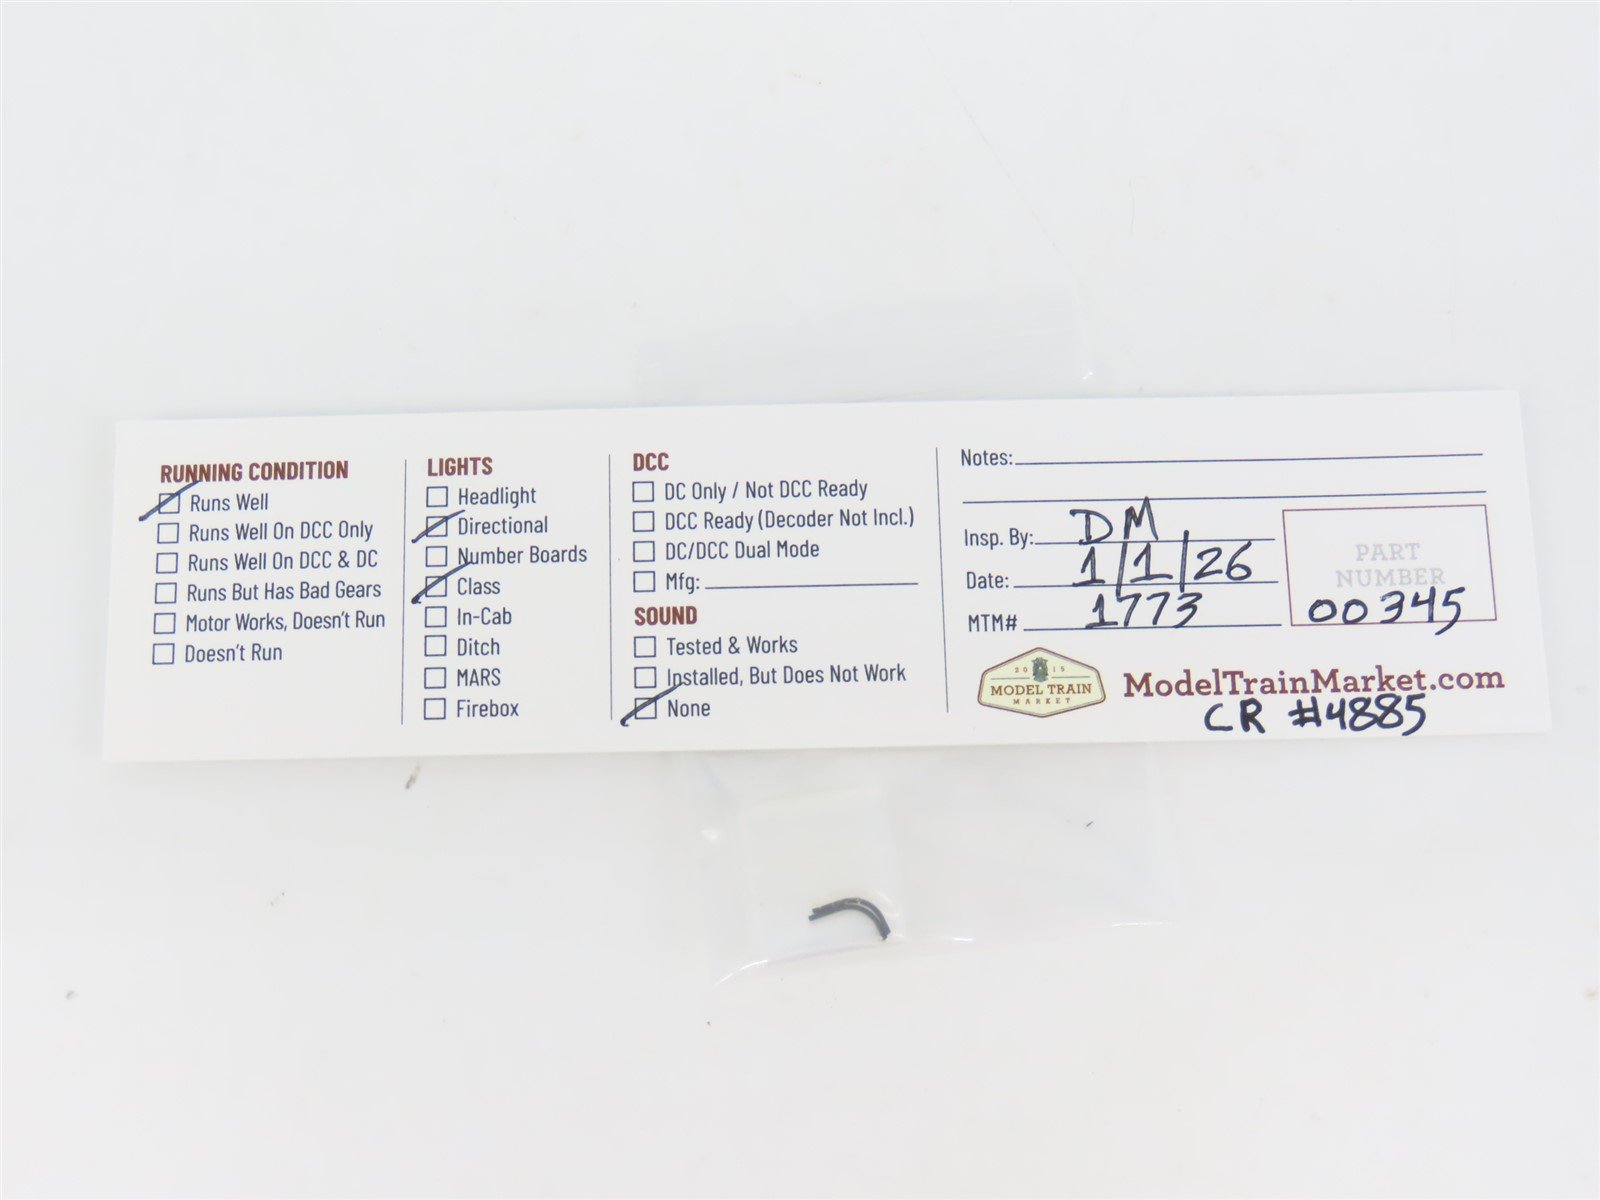 RUNNING CONDITION
Runs Well
Runs Well On DCC Only
Runs Well On DCC & DC
Runs But Has Bad Gears
Motor Works, Doesn't Run
Doesn't Run
LIGHTS
Headlight
Directional
Number Boards
Class
In-Cab
Ditch
MARS
Firebox
DCC
DC Only / Not DCC Ready
DCC Ready (Decoder Not Incl.)
DC/DCC Dual Mode
Mfg:
SOUND
Tested & Works
Installed, But Does Not Work
None
Notes:
Insp. By: DM
Date: 1/1/26
MTM# 1773
PART
NUMBER
00345
2015
MODEL TRAIN
MARKET
ModelTrainMarket.com
CR #4885